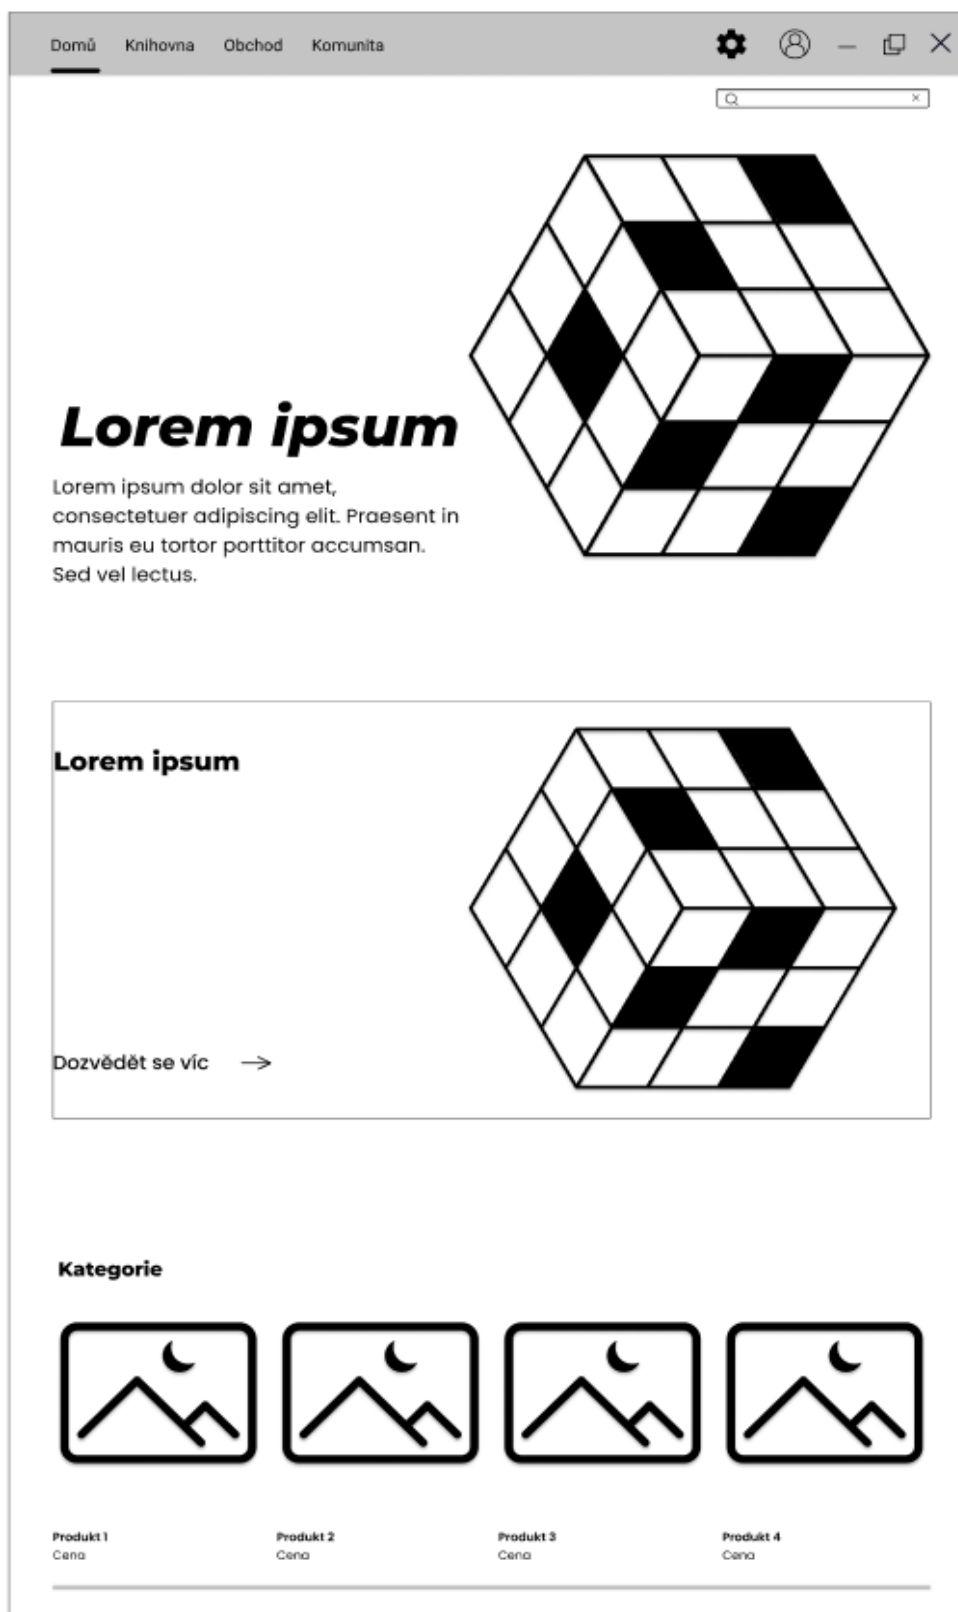 Domů Knihovna Obchod Komunita
Lorem ipsum
Lorem ipsum dolor sit amet,
consectetuer adipiscing elit. Praesent in
mauris eu tortor porttitor accumsan.
Sed vel lectus.
Lorem ipsum
Dozvědět se víc
Kategorie
Produkt 1 Produkt 2 Produkt 3 Produkt 4
Cena Cena Cena Cena